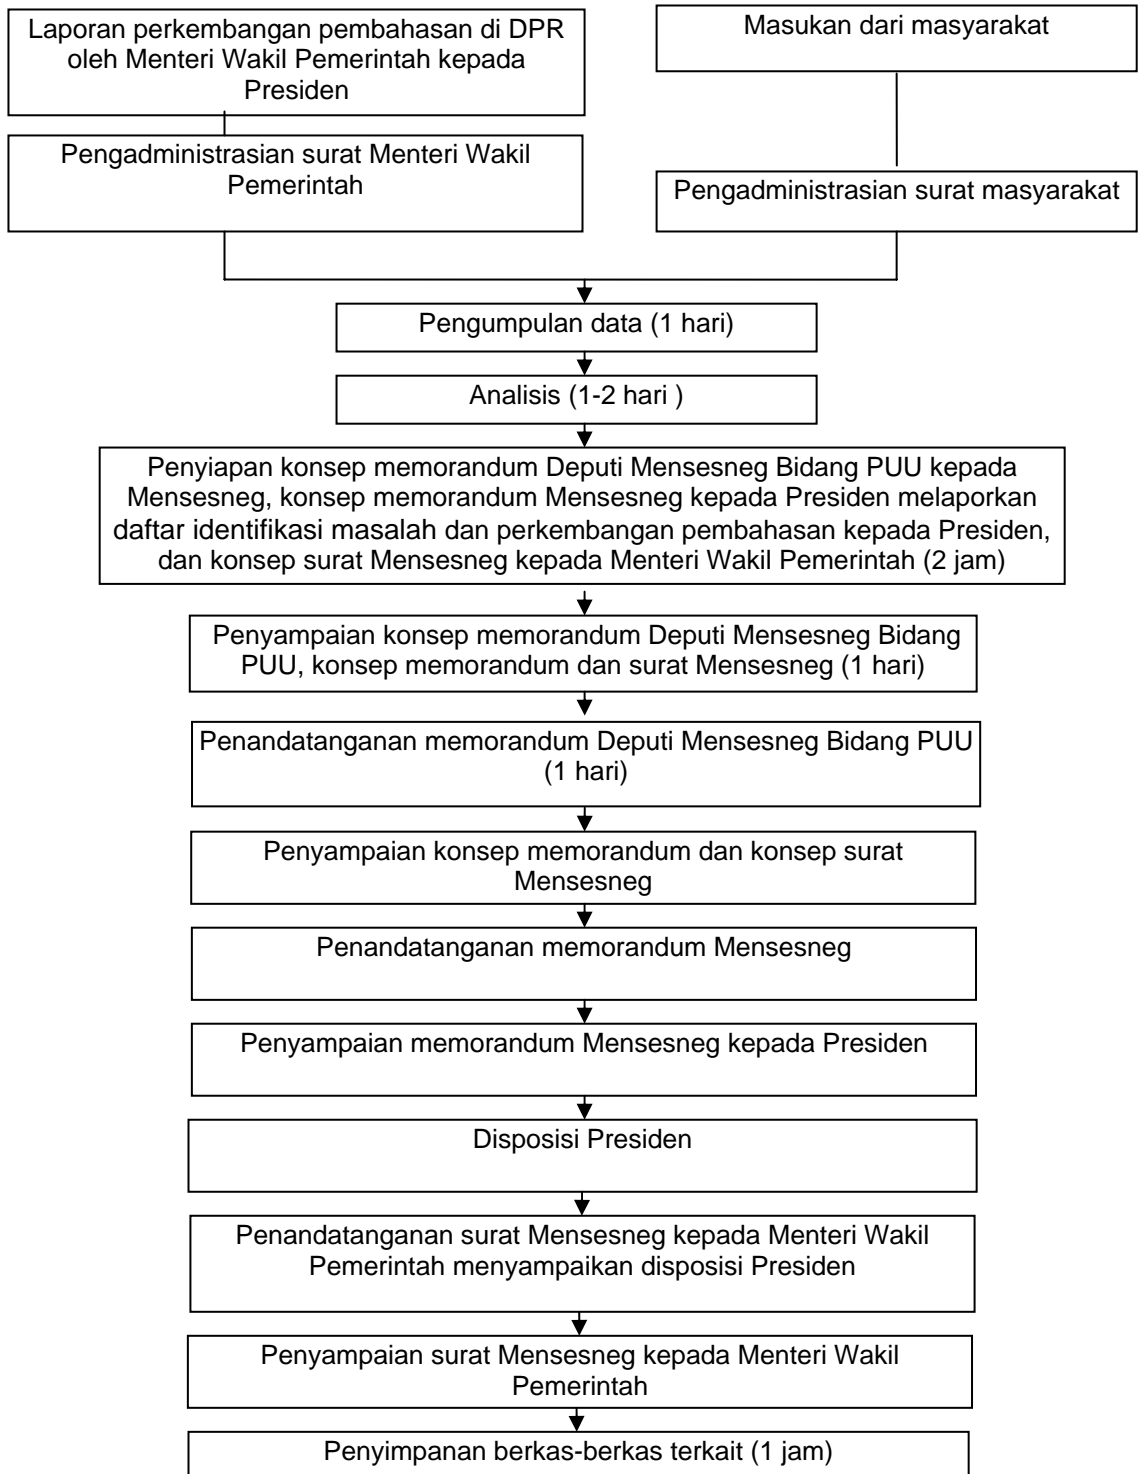 Laporan perkembangan pembahasan di DPR
oleh Menteri Wakil Pemerintah kepada
Presiden
Masukan dari masyarakat
Pengadministrasian surat Menteri Wakil
Pemerintah
Pengadministrasian surat masyarakat
Pengumpulan data (1 hari)
Analisis (1-2 hari )
Penyiapan konsep memorandum Deputi Mensesneg Bidang PUU kepada
Mensesneg, konsep memorandum Mensesneg kepada Presiden melaporkan
daftar identifikasi masalah dan perkembangan pembahasan kepada Presiden,
dan konsep surat Mensesneg kepada Menteri Wakil Pemerintah (2 jam)
Penyampaian konsep memorandum Deputi Mensesneg Bidang
PUU, konsep memorandum dan surat Mensesneg (1 hari)
Penandatanganan memorandum Deputi Mensesneg Bidang PUU
(1 hari)
Penyampaian konsep memorandum dan konsep surat
Mensesneg
Penandatanganan memorandum Mensesneg
Penyampaian memorandum Mensesneg kepada Presiden
Disposisi Presiden
Penandatanganan surat Mensesneg kepada Menteri Wakil
Pemerintah menyampaikan disposisi Presiden
Penyampaian surat Mensesneg kepada Menteri Wakil
Pemerintah
Penyimpanan berkas-berkas terkait (1 jam)